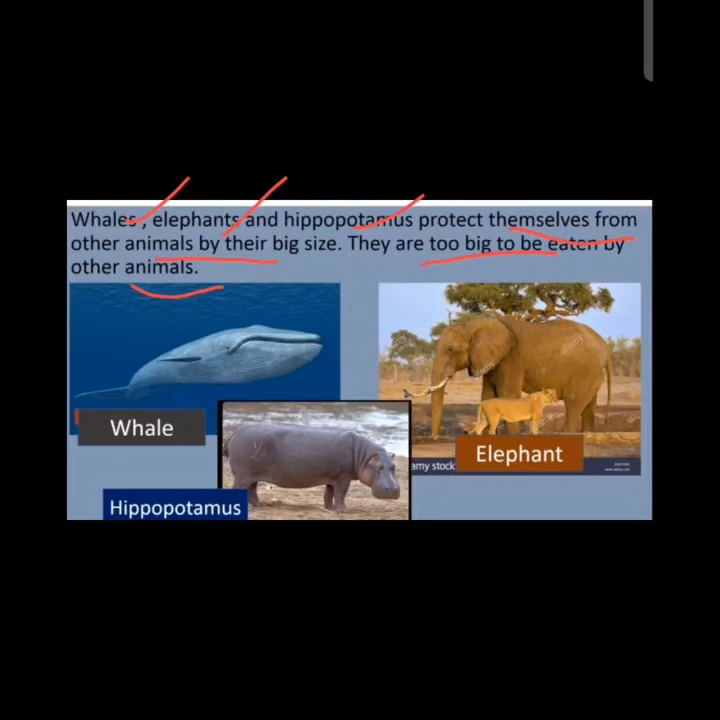 Whales , elephants and hippopotamus protect themselves from
other animals by their big size. They are too big to be eaten by
other animals.
Whale
Elephant
amy stock
Hippopotamus